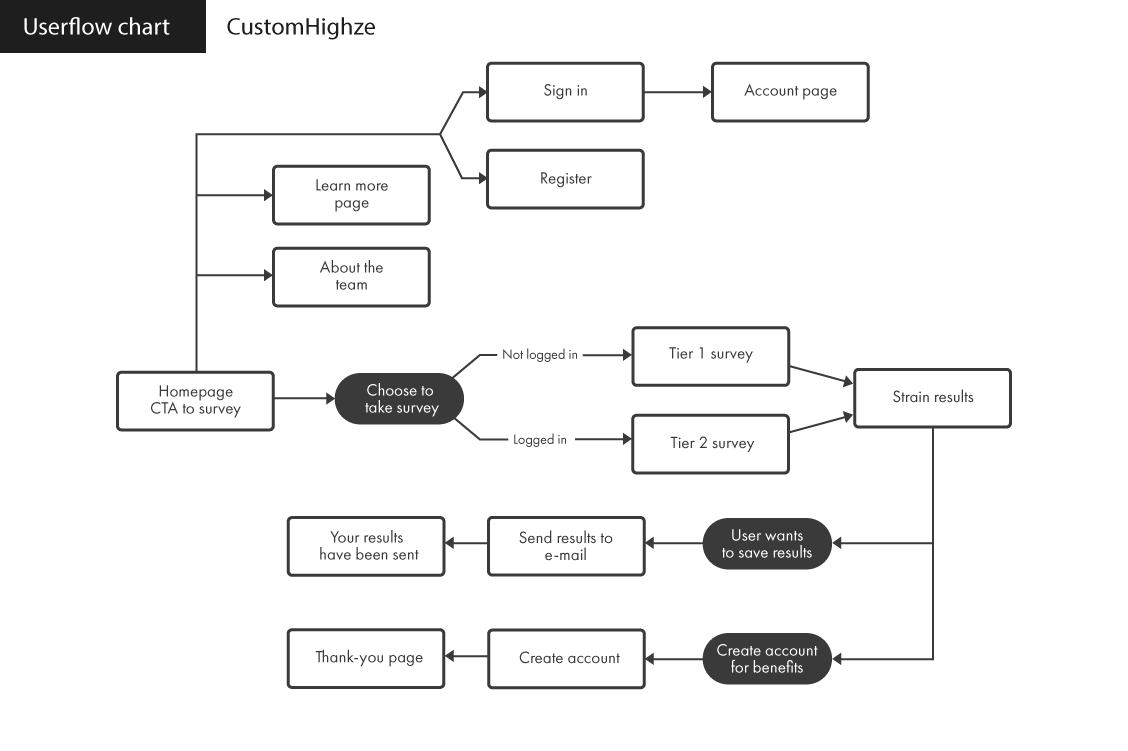 Userflow chart
CustomHighze
Sign in
Account page
Register
Learn more
page
About the
team
Homepage
CTA to survey
Choose to
take survey
Not logged in
Logged in
Tier 1 survey
Tier 2 survey
Strain results
Your results
have been sent
Send results to
e-mail
User wants
to save results
Thank-you page
Create account
Create account
for benefits